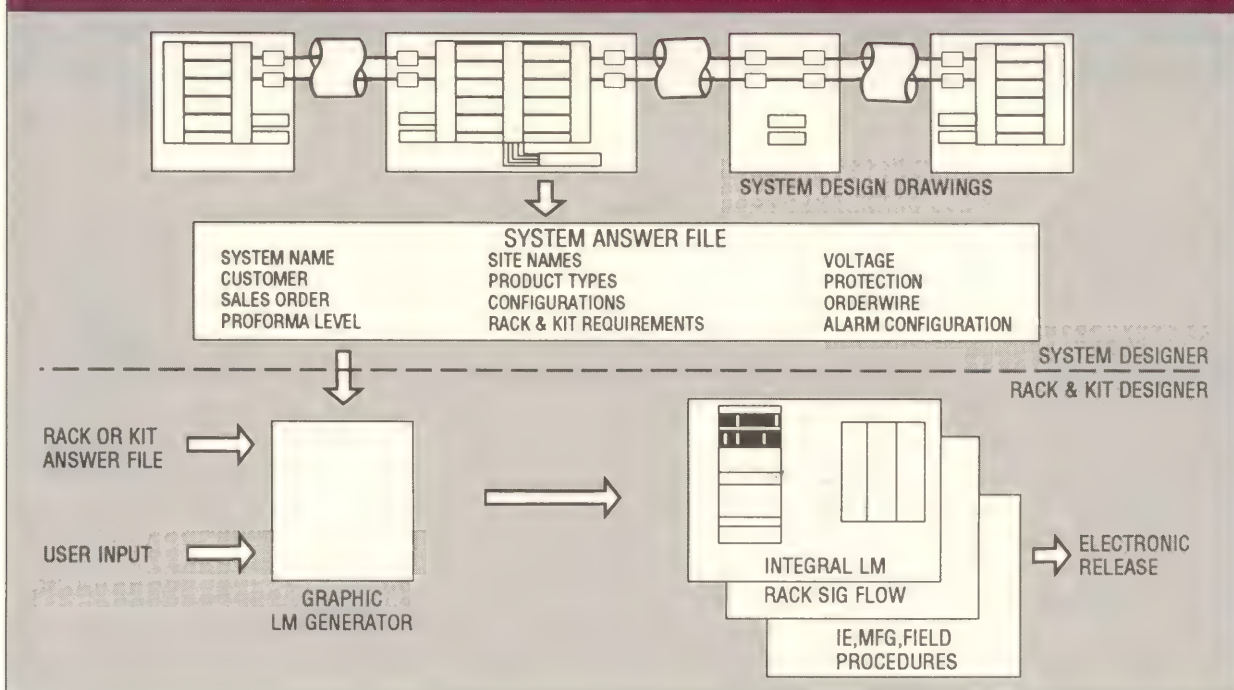 SYSTEM DESIGN DRAWINGS
SYSTEM ANSWER FILE
SYSTEM NAME
CUSTOMER
SALES ORDER
PROFORMA LEVEL
SITE NAMES
PRODUCT TYPES
CONFIGURATIONS
RACK & KIT REQUIREMENTS
VOLTAGE
PROTECTION
ORDERWIRE
ALARM CONFIGURATION
SYSTEM DESIGNER
RACK & KIT DESIGNER
RACK OR KIT
ANSWER FILE
USER INPUT
GRAPHIC
LM GENERATOR
INTEGRAL LM
RACK SIG FLOW
IE,MFG,FIELD
PROCEDURES
ELECTRONIC
RELEASE